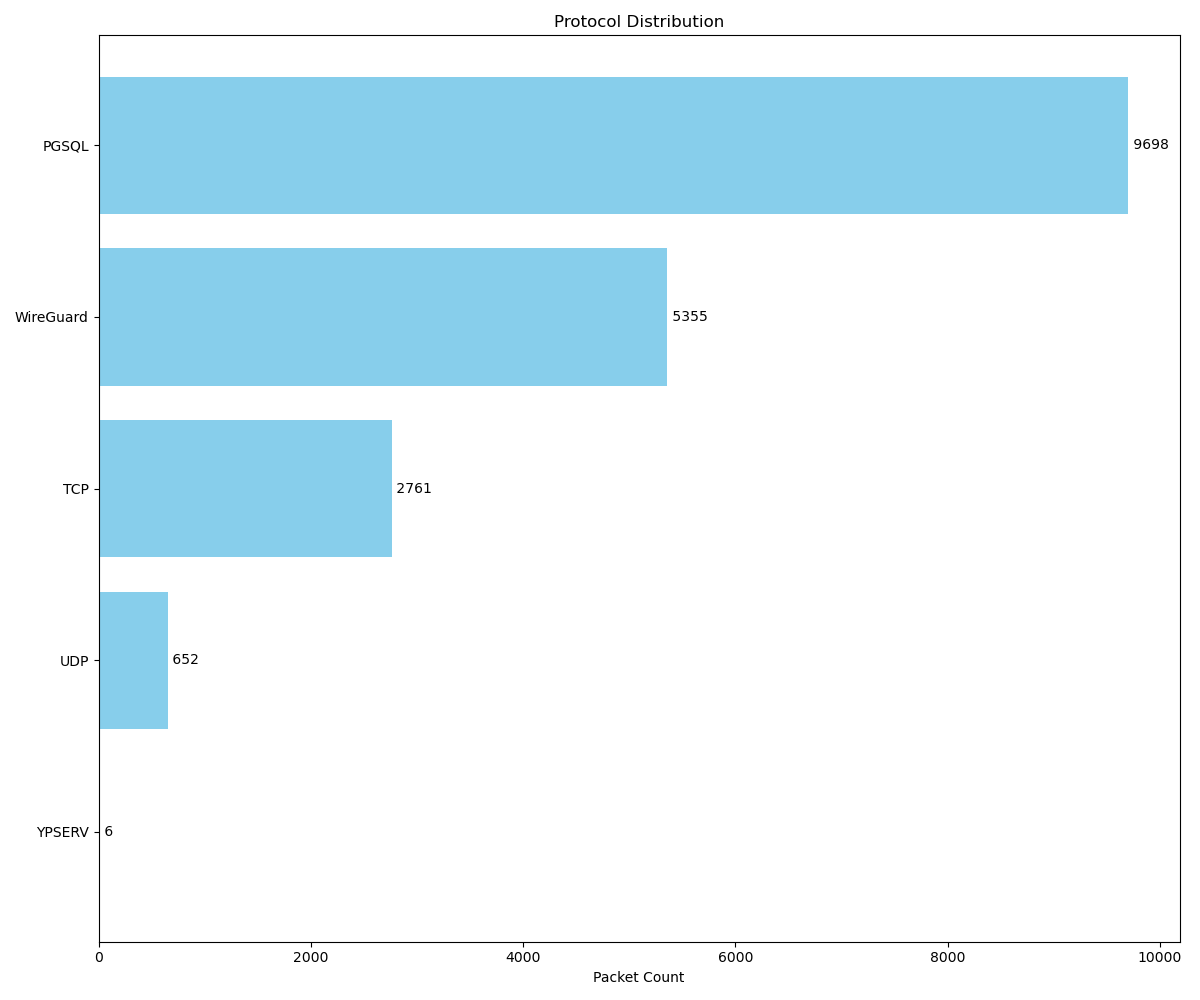 Protocol Distribution
PGSQL
9698
WireGuard
5355
TCP
2761
UDP
652
YPSERV
6
0 2000 4000 6000 8000 10000
Packet Count